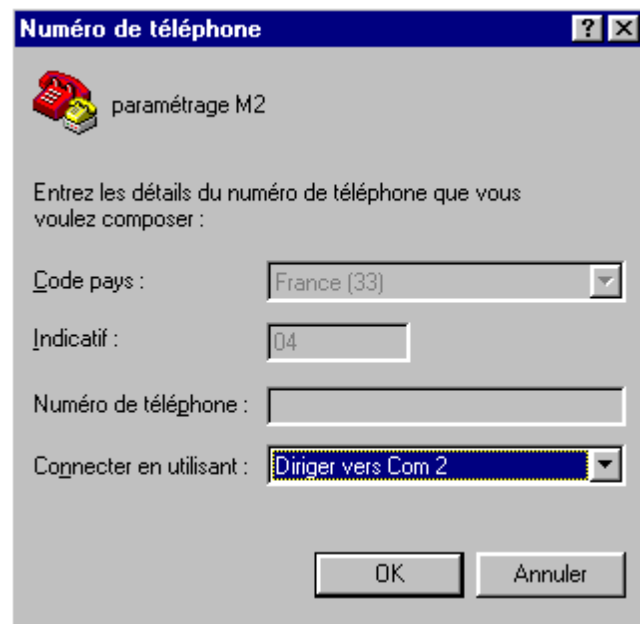 Numéro de téléphone
paramétrage M2
Entrez les détails du numéro de téléphone que vous
voulez composer :
Code pays :
France (33)
Indicatif :
04
Numéro de téléphone :
Connecter en utilisant :
Diriger vers Com 2
OK
Annuler